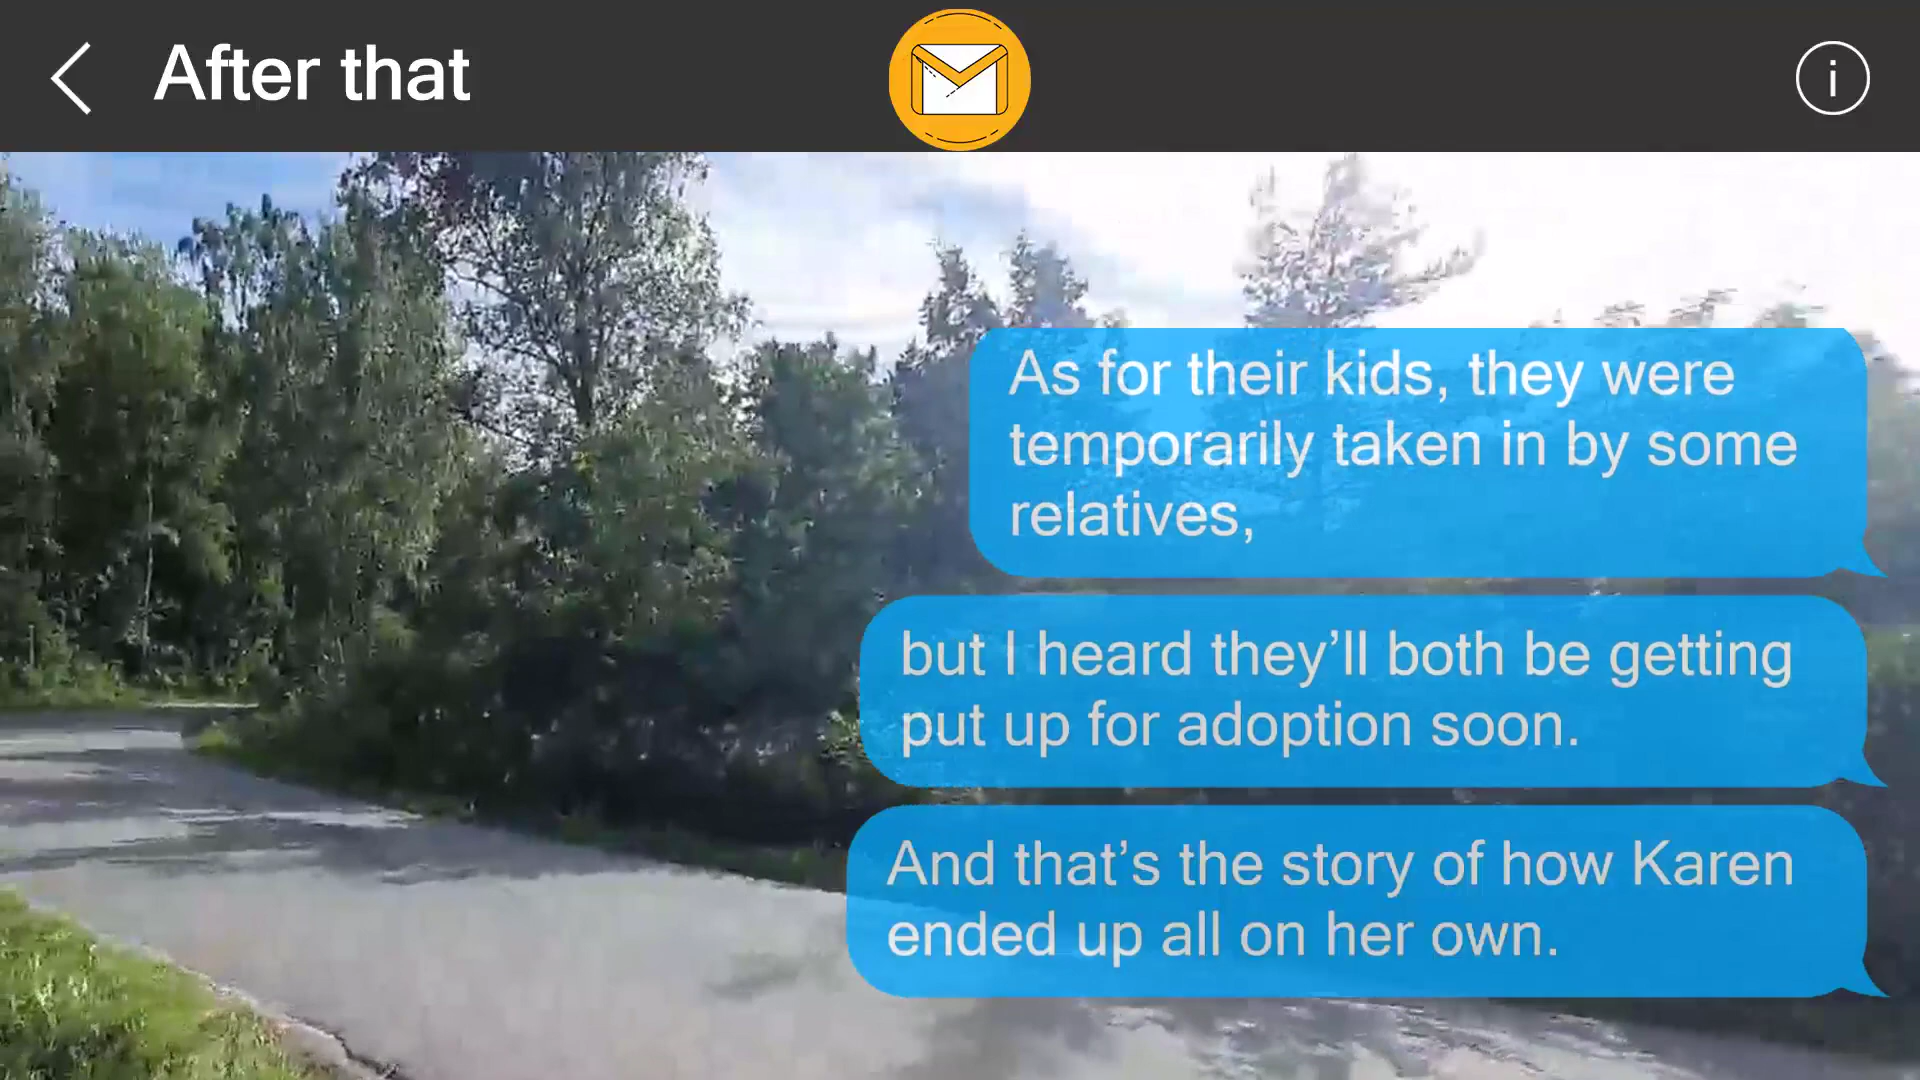 After that
As for their kids, they were
temporarily taken in by some
relatives,
but I heard they’ll both be getting
put up for adoption soon.
And that’s the story of how Karen
ended up all on her own.